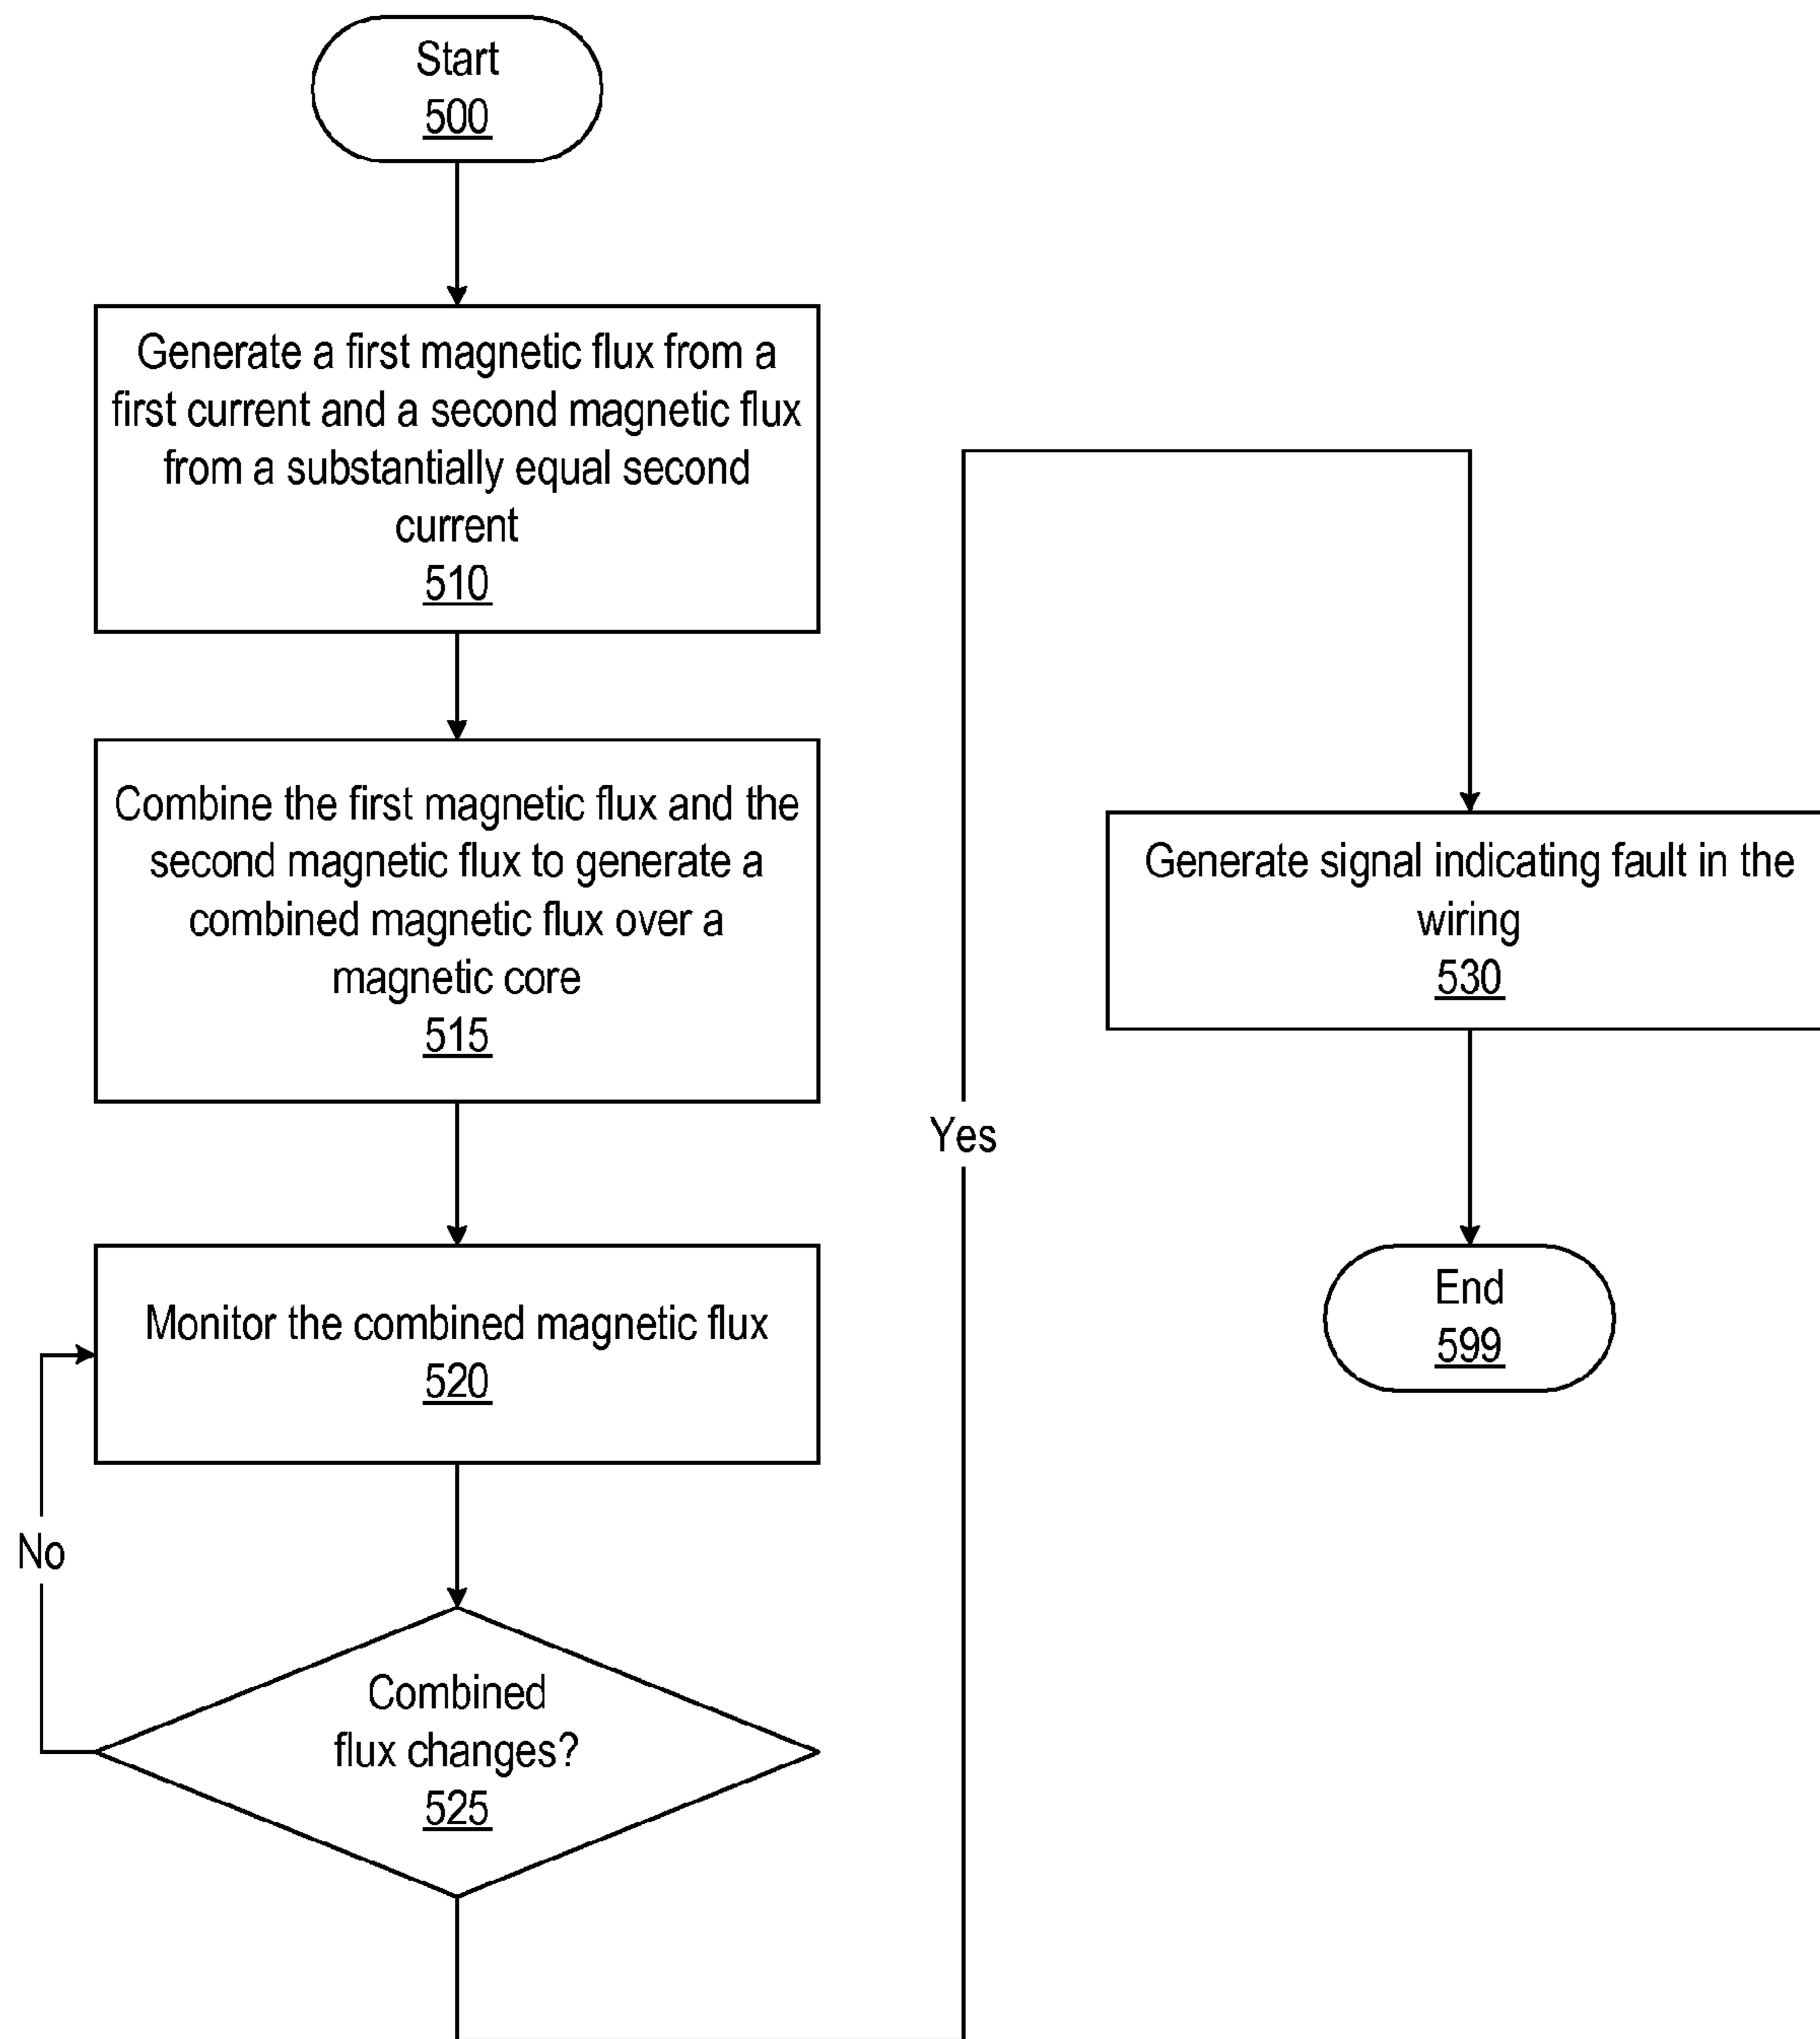 Start
500
Generate a first magnetic flux from a
first current and a second magnetic flux
from a substantially equal second
current
510
Combine the first magnetic flux and the
second magnetic flux to generate a
combined magnetic flux over a
magnetic core
515
Monitor the combined magnetic flux
520
No
Combined
flux changes?
525
Yes
Generate signal indicating fault in the
wiring
530
End
599